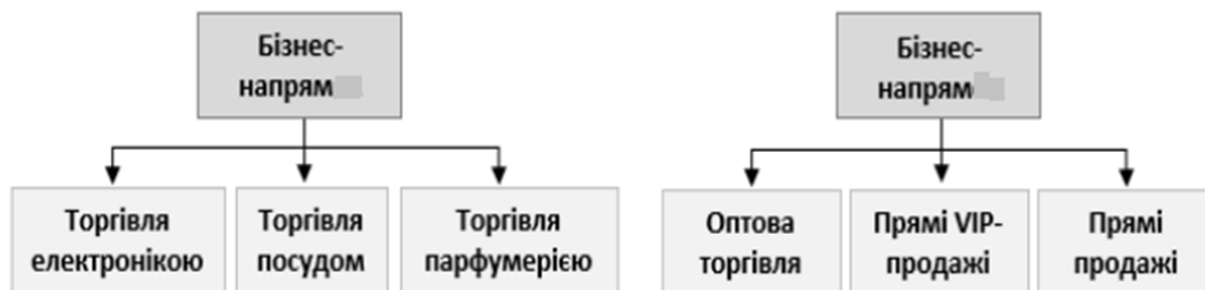 Бізнес-
напрям
Торгівля
електронікою
Торгівля
посудом
Торгівля
парфумерією
Бізнес-
напрям
Оптова
торгівля
Прямі VIP-
продажі
Прямі
продажі